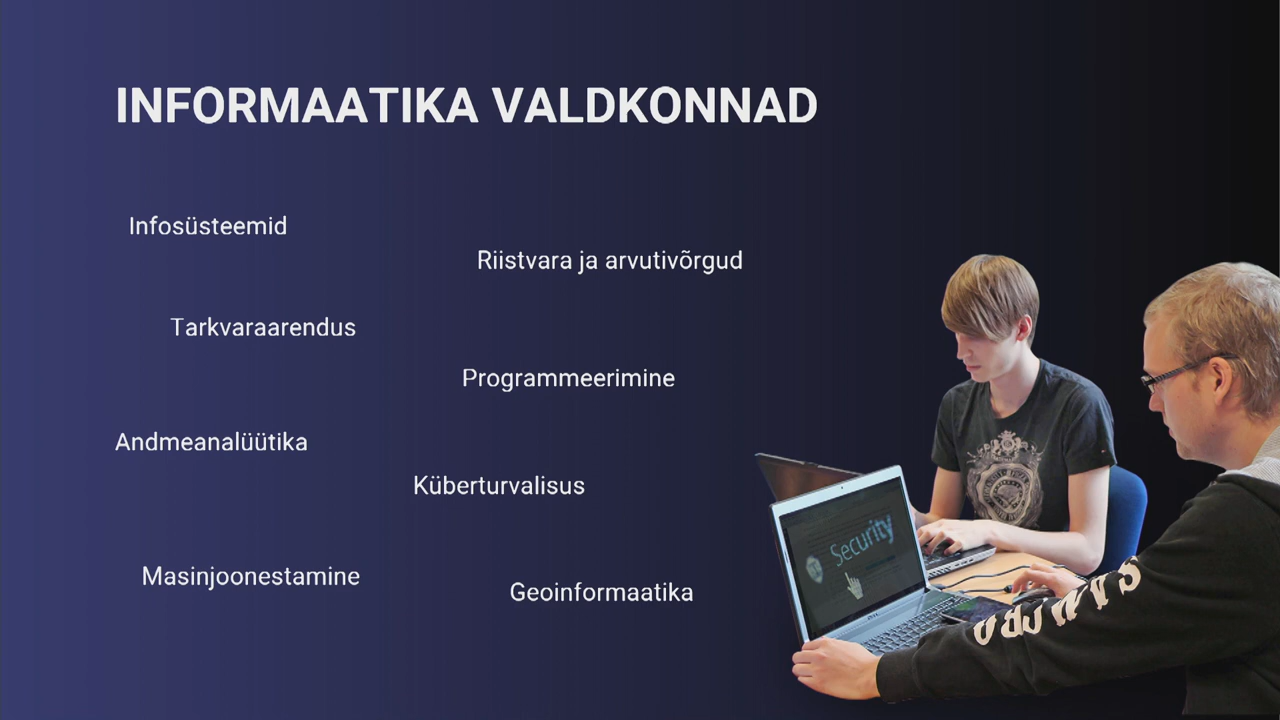 INFORMAATIKA VALDKONNAD
Infosüsteemid
Riistvara ja arvutivõrgud
Tarkvaraarendus
Programmeerimine
Andmeanalüütika
Küberturvalisus
Masinjoonestamine
Geoinformaatika
Security